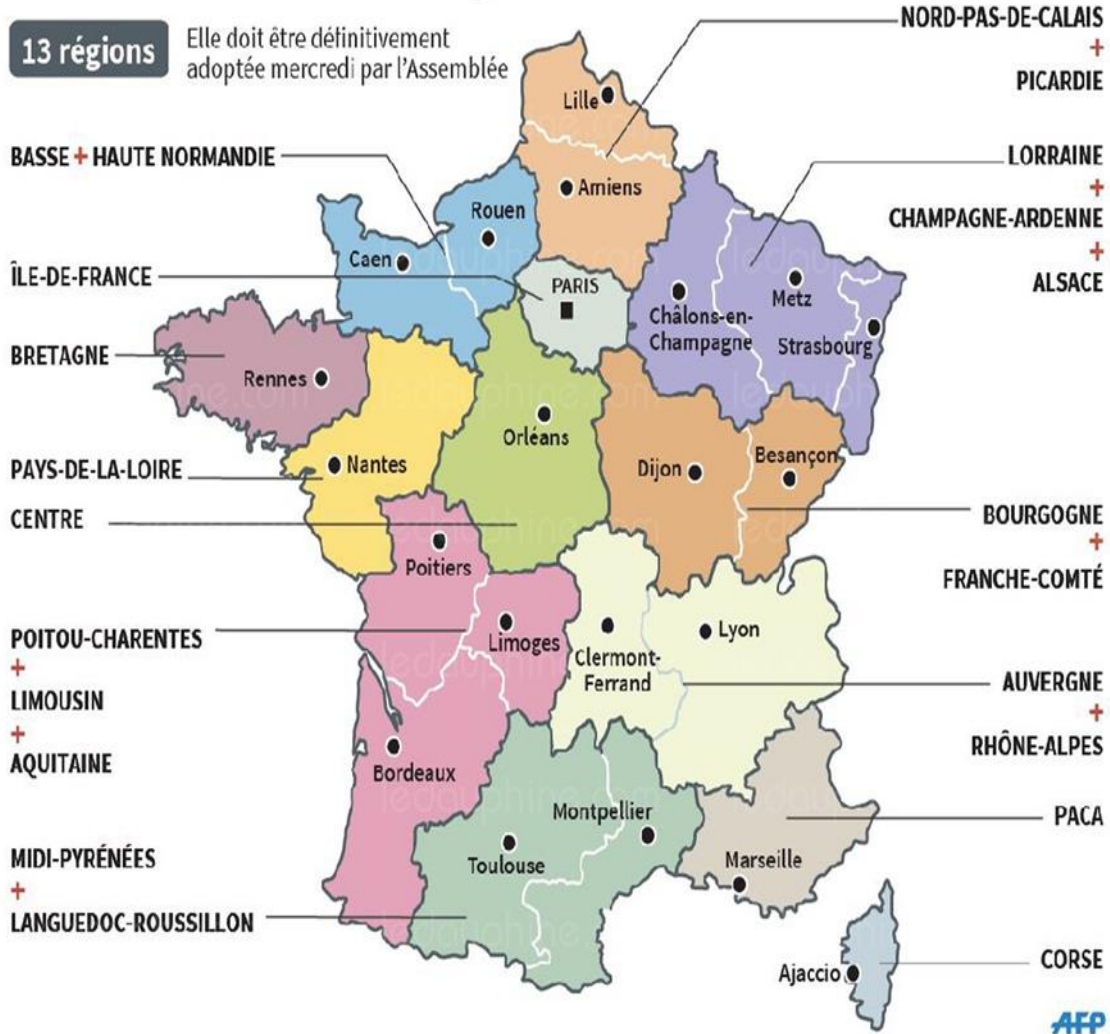 13 régions
Elle doit être définitivement
adoptée mercredi par l'Assemblée
NORD-PAS-DE-CALAIS
+
PICARDIE
BASSE + HAUTE NORMANDIE
LORRAINE
+
CHAMPAGNE-ARDENNE
+
ALSACE
ÎLE-DE-FRANCE
BRETAGNE
PAYS-DE-LA-LOIRE
CENTRE
BOURGOGNE
+
FRANCHE-COMTÉ
POITOU-CHARENTES
+
LIMOUSIN
+
AQUITAINE
AUVERGNE
+
RHÔNE-ALPES
PACA
MIDI-PYRÉNÉES
+
LANGUEDOC-ROUSSILLON
CORSE
Lille
Amiens
Rouen
Caen
PARIS
Châlons-en-
Champagne
Metz
Strasbourg
Rennes
Orléans
Nantes
Dijon
Besançon
Poitiers
Limoges
Clermont-
Ferrand
Lyon
Bordeaux
Montpellier
Toulouse
Marseille
Ajaccio
AFP
ledauphine.com